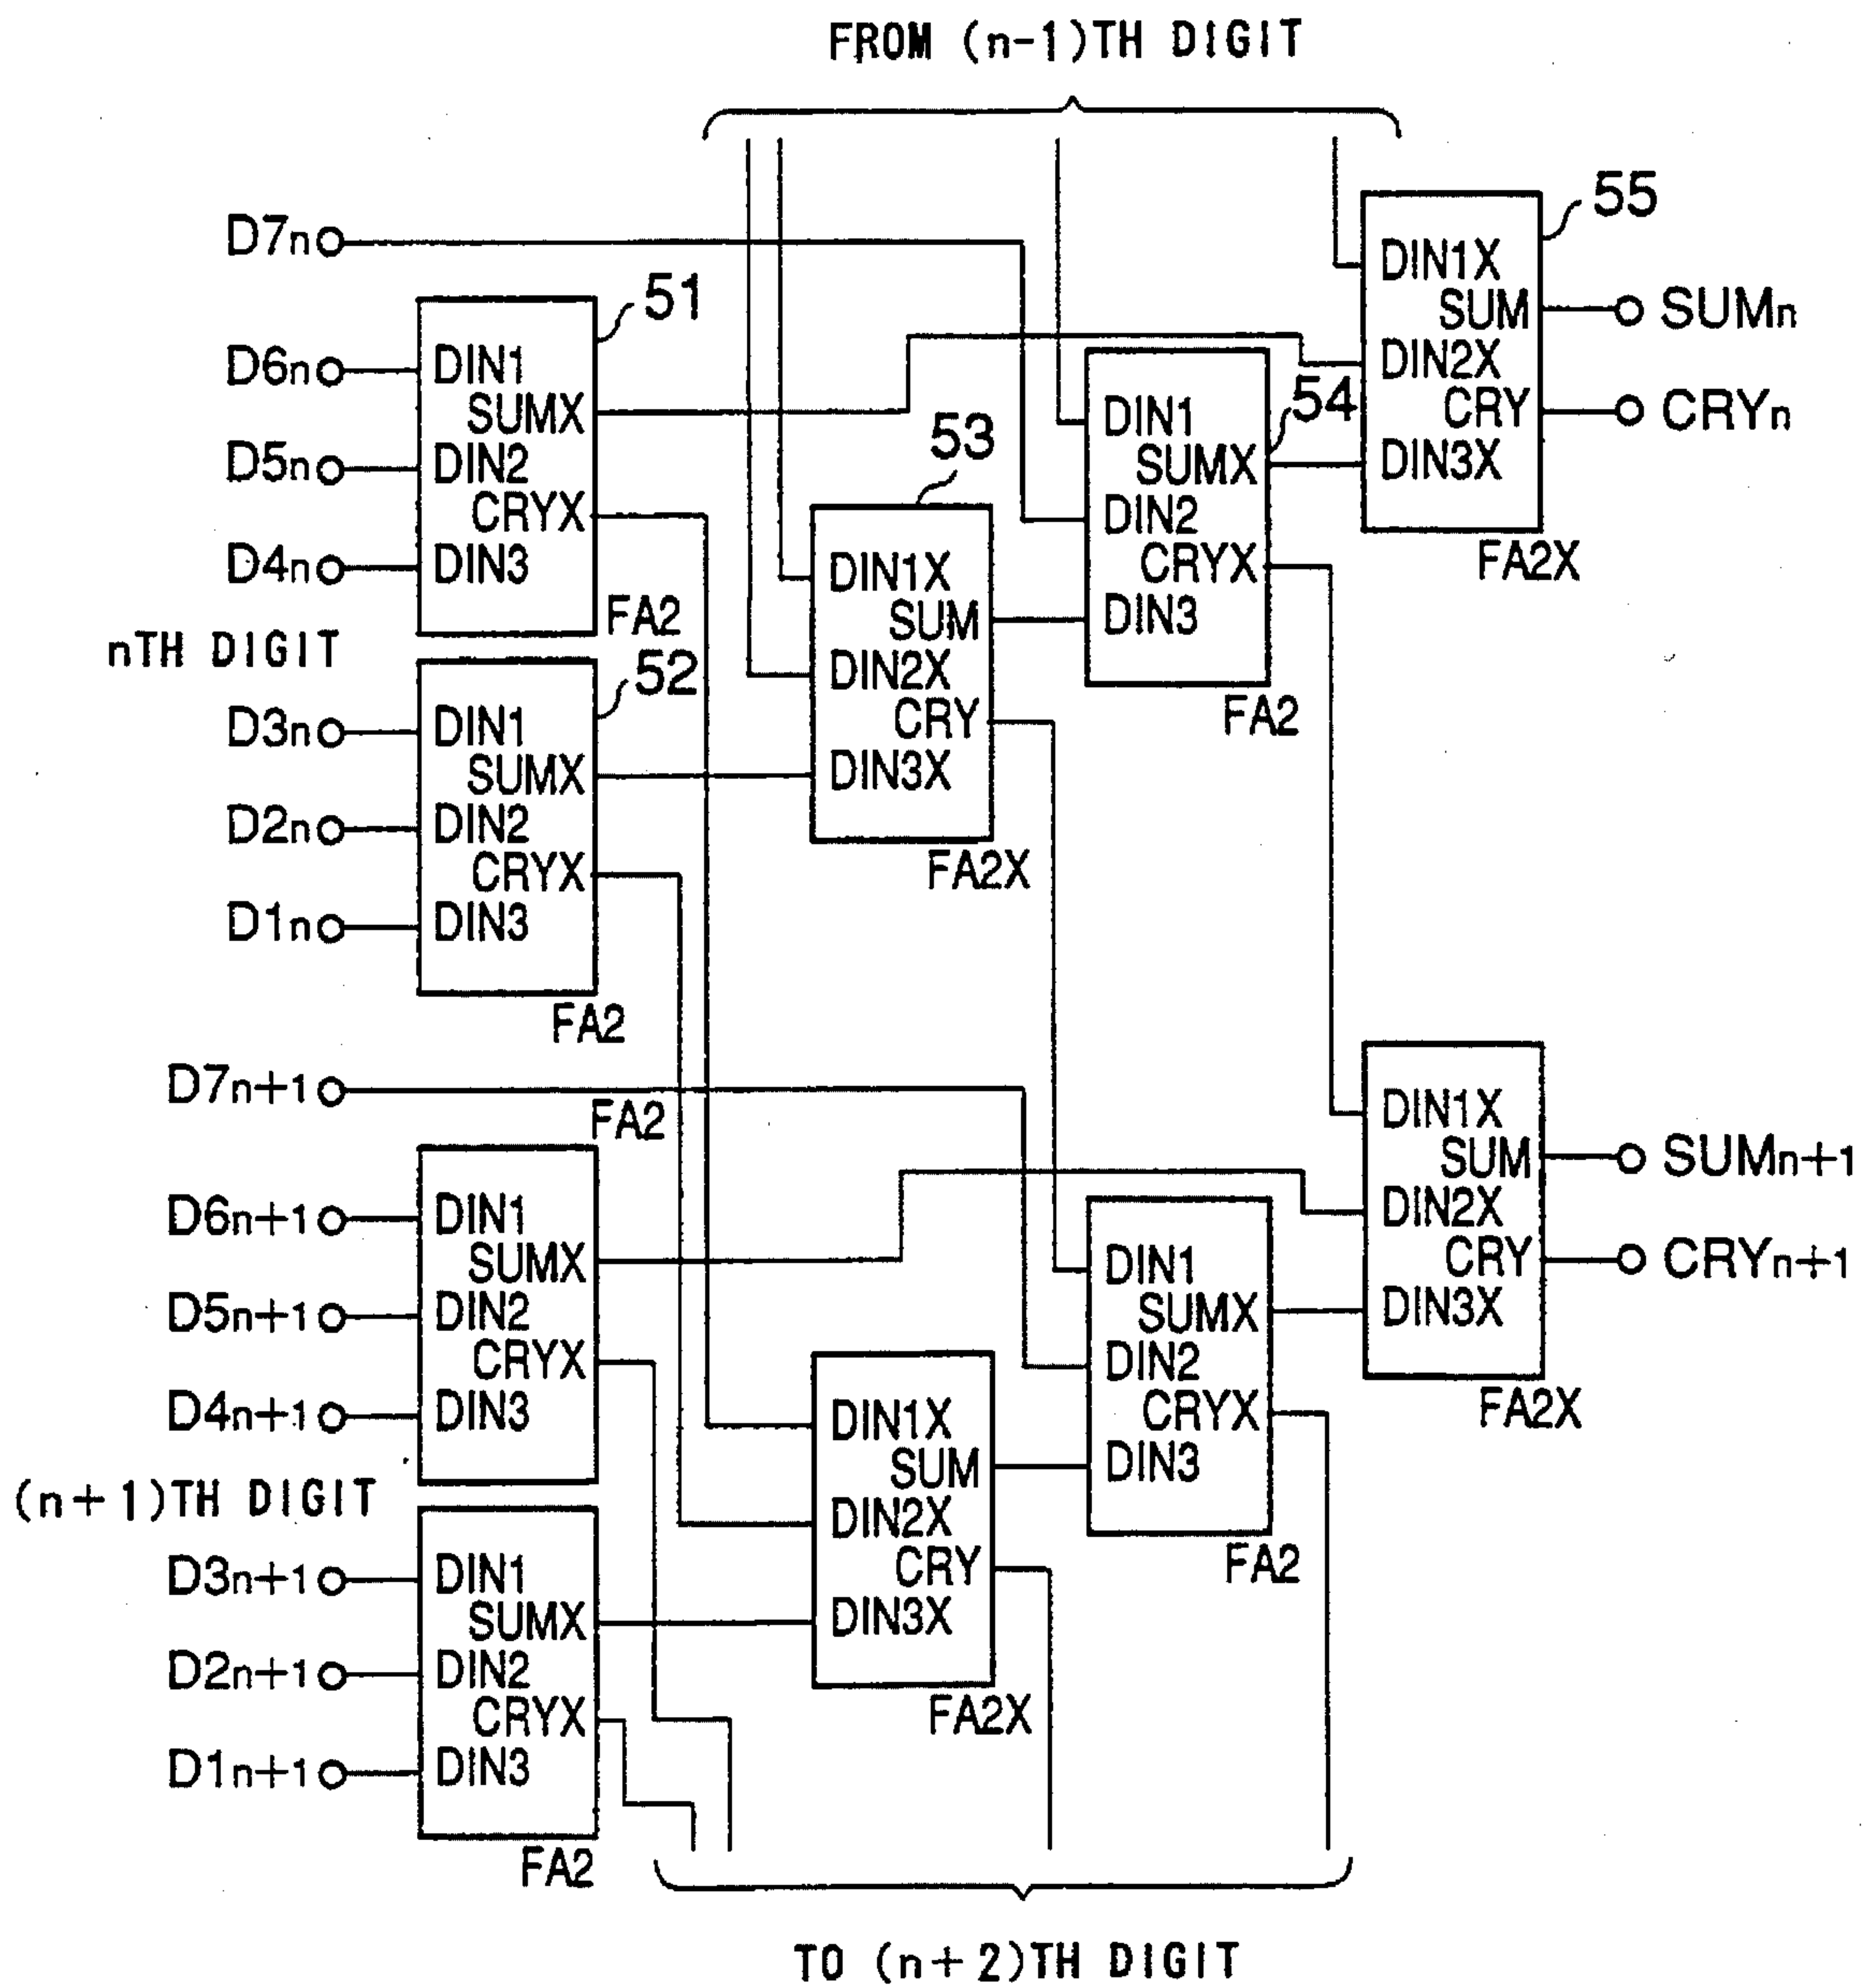 FROM (n-1)TH DIGIT
55
D7n
DIN1X
51
SUM
SUMn
D6n
DIN1
DIN2X
SUMX
DIN1
54
CRY
CRYn
53
D5n
DIN2
SUMX
DIN3X
CRYX
DIN2
D4n
DIN3
DIN1X
CRYX
FA2X
FA2
SUM
DIN3
nTH DIGIT
52
DIN2X
D3n
DIN1
CRY
FA2
SUMX
DIN3X
D2n
DIN2
CRYX
FA2X
D1n
DIN3
FA2
D7n+1
FA2
DIN1X
SUM
SUMn+1
D6n+1
DIN1
DIN2X
SUMX
DIN1
CRY
CRYn+1
D5n+1
DIN2
SUMX
DIN3X
CRYX
DIN2
D4n+1
DIN3
DIN1X
CRYX
FA2X
SUM
DIN3
(n+1)TH DIGIT
DIN2X
D3n+1
DIN1
CRY
FA2
SUMX
DIN3X
D2n+1
DIN2
CRYX
FA2X
D1n+1
DIN3
FA2
TO (n+2)TH DIGIT